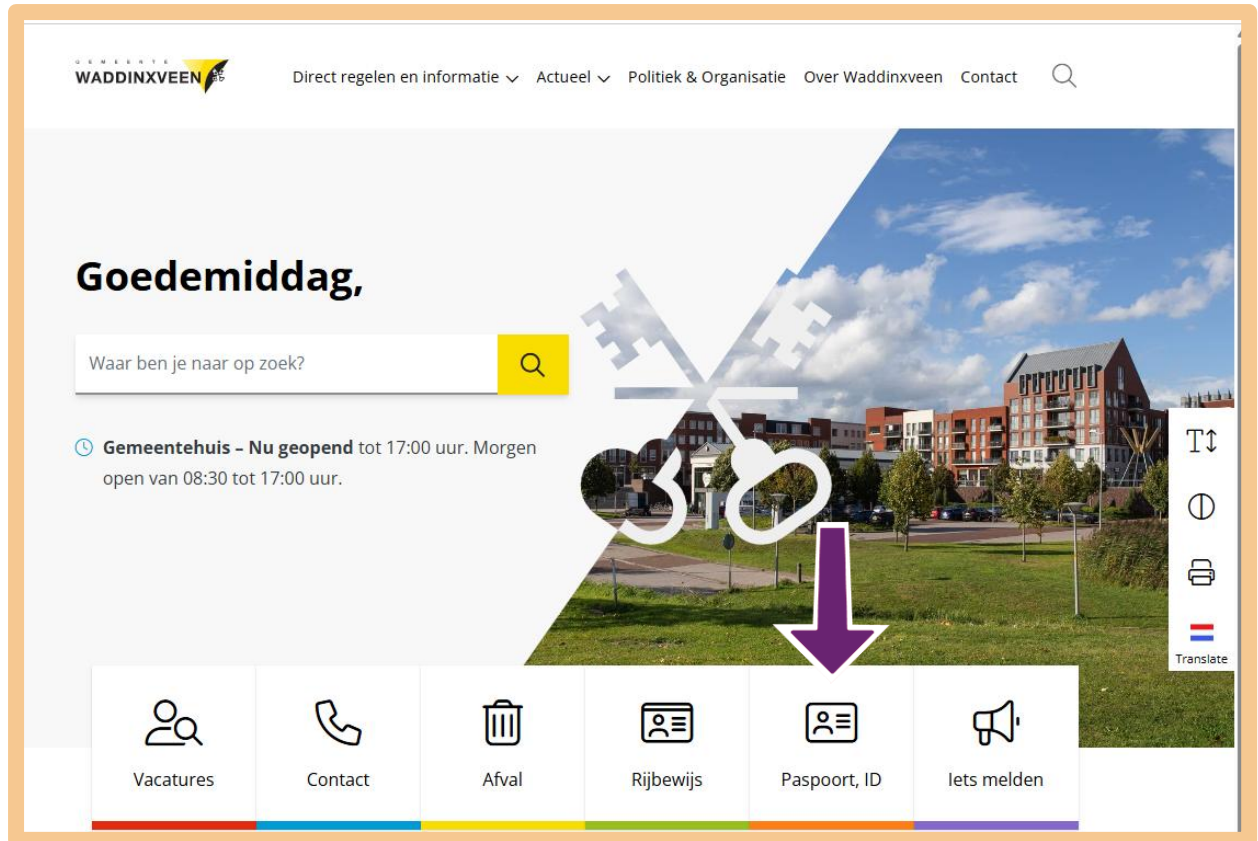 GEMEENTE
WADDINXVEEN
Direct regelen en informatie Actueel Politiek & Organisatie Over Waddinxveen Contact
Goedemiddag,
Waar ben je naar op zoek?
Gemeentehuis – Nu geopend tot 17:00 uur. Morgen
open van 08:30 tot 17:00 uur.
Translate
Vacatures Contact Afval Rijbewijs Paspoort, ID Iets melden